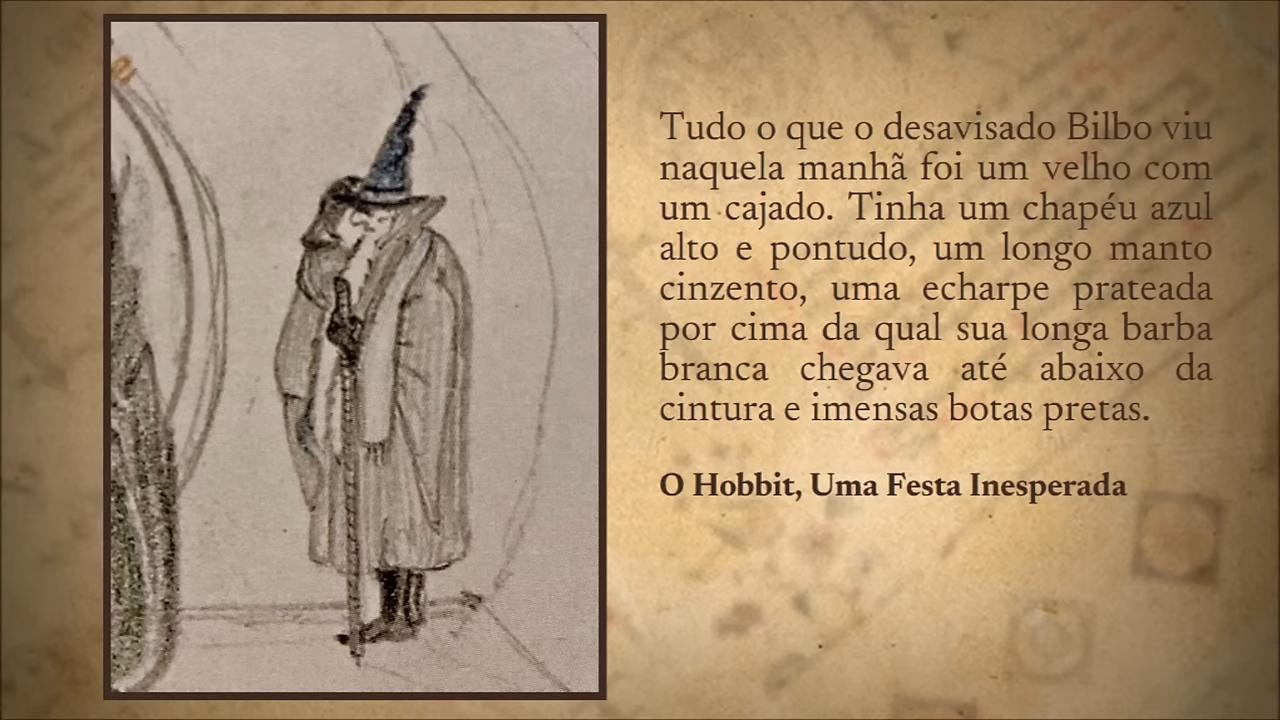 Tudo o que o desavisado Bilbo viu
naquela manhã foi um velho com
um cajado. Tinha um chapéu azul
alto e pontudo, um longo manto
cinzento, uma echarpe prateada
por cima da qual sua longa barba
branca chegava até abaixo da
cintura e imensas botas pretas.
O Hobbit, Uma Festa Inesperada